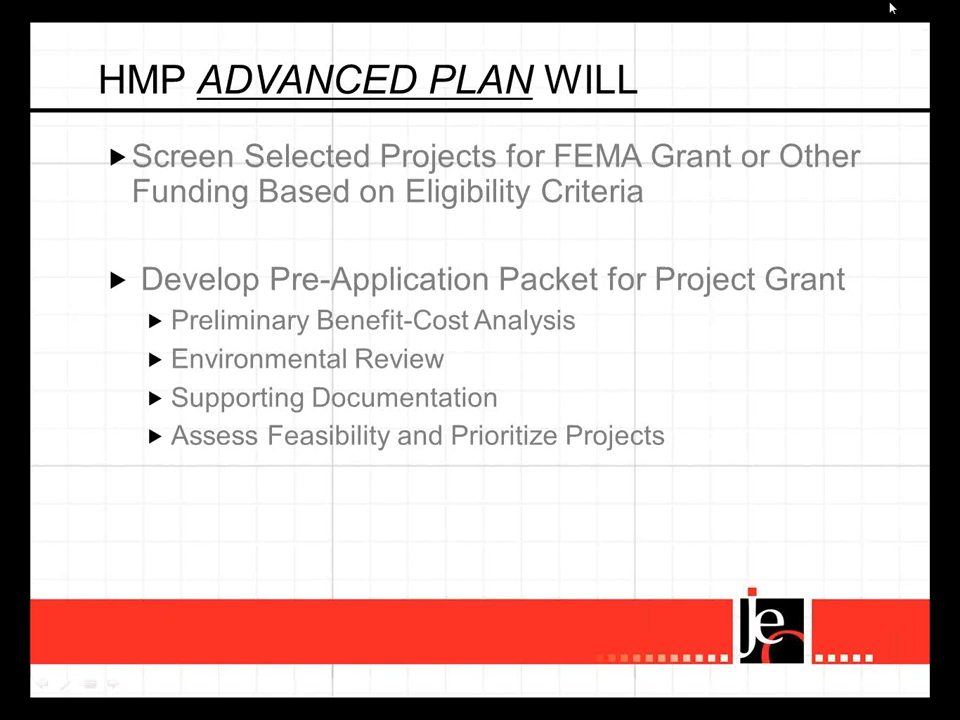 HMP ADVANCED PLAN WILL
Screen Selected Projects for FEMA Grant or Other
Funding Based on Eligibility Criteria
Develop Pre-Application Packet for Project Grant
Preliminary Benefit-Cost Analysis
Environmental Review
Supporting Documentation
Assess Feasibility and Prioritize Projects
jeo